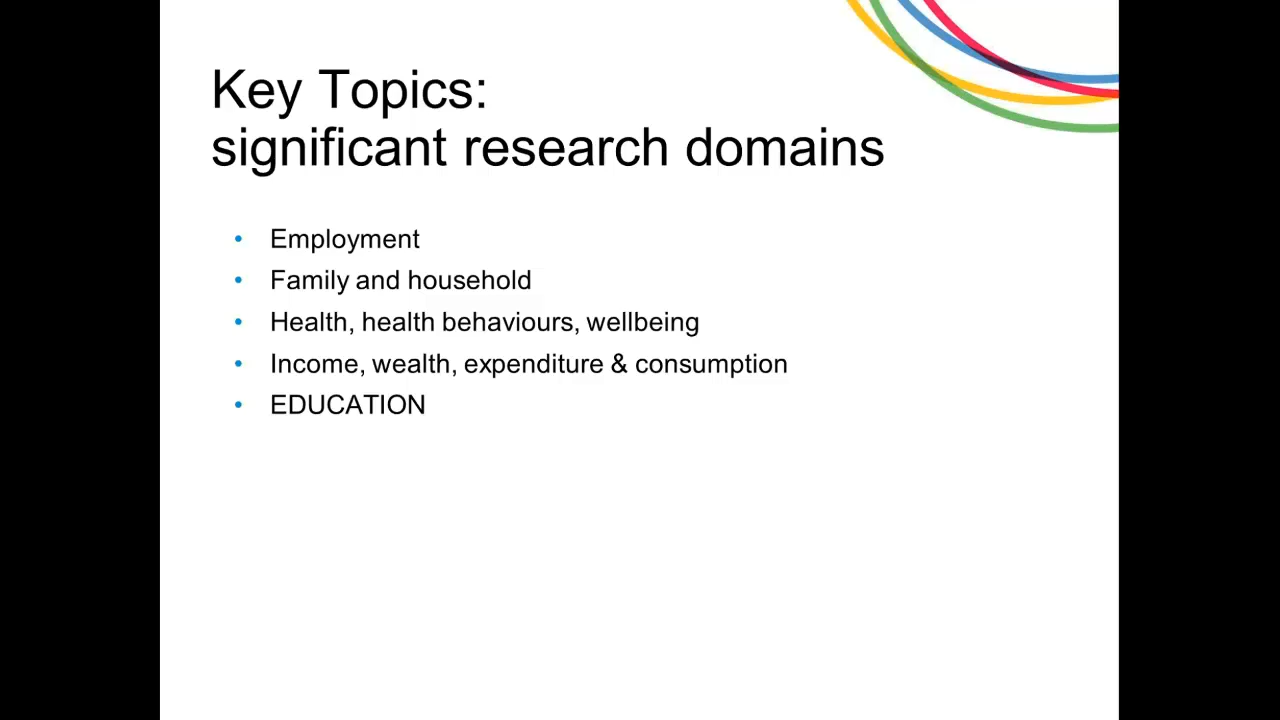 Key Topics:
significant research domains
• Employment
• Family and household
• Health, health behaviours, wellbeing
• Income, wealth, expenditure & consumption
• EDUCATION